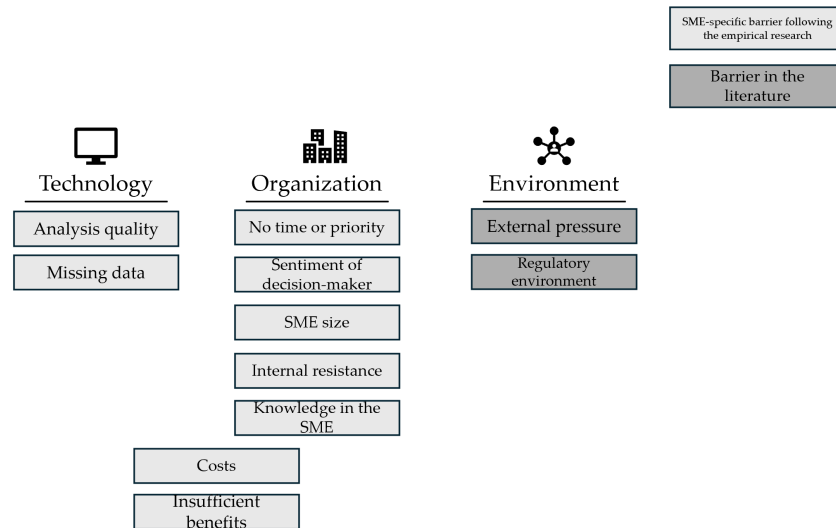 SME-specific barrier following
the empirical research
Barrier in the
literature
Technology
Organization
Environment
Analysis quality
Missing data
No time or priority
Sentiment of
decision-maker
SME size
Internal resistance
Knowledge in the
SME
External pressure
Regulatory
environment
Costs
Insufficient
benefits